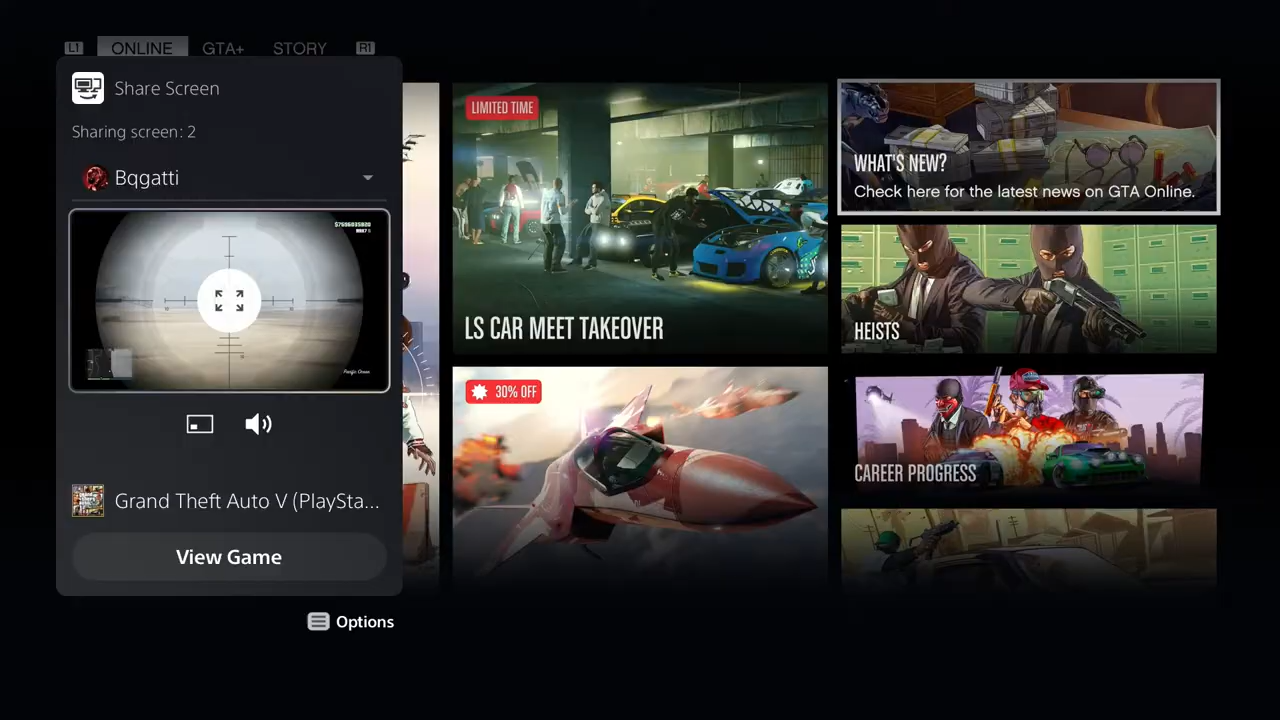 L1 ONLINE GTA+ STORY R1
Share Screen
Sharing screen: 2
Bqgatti
Pacific Ocean
Grand Theft Auto V (PlaySta...
View Game
Options
LIMITED TIME
LS CAR MEET TAKEOVER
30% OFF
WHAT'S NEW?
Check here for the latest news on GTA Online.
HEISTS
CAREER PROGRESS